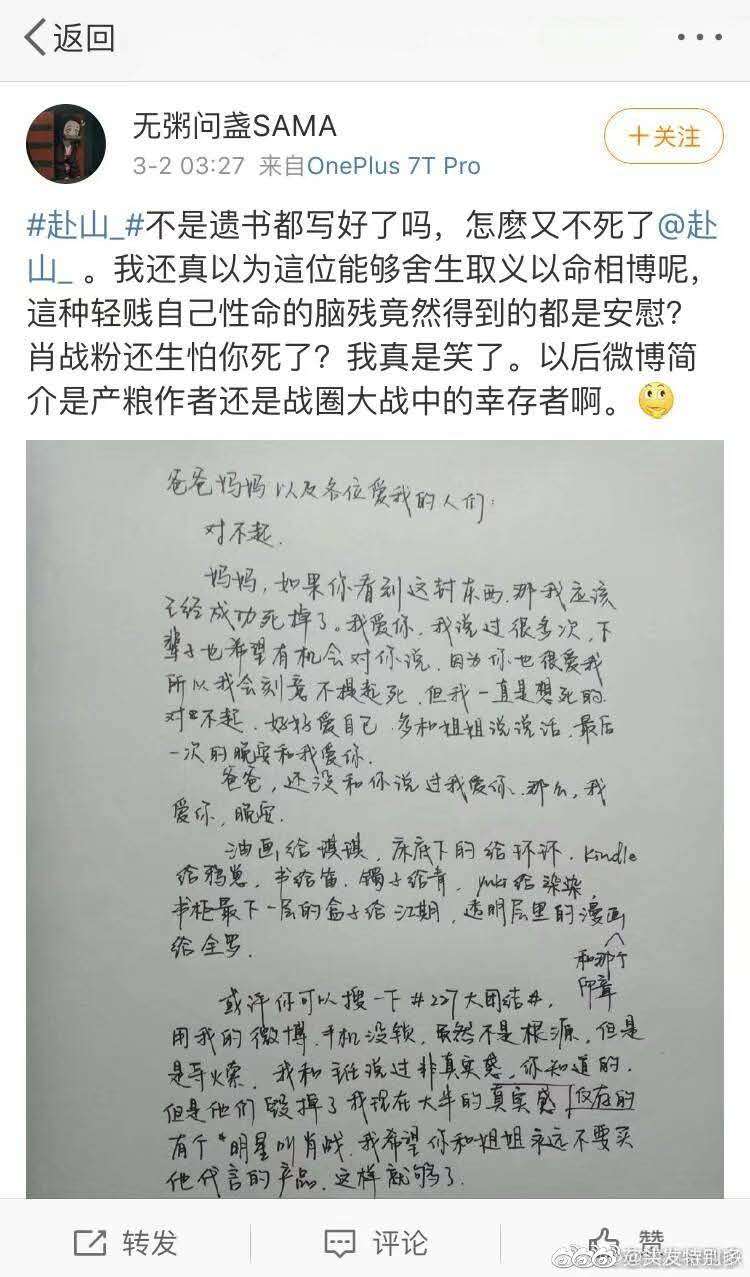 返回
无粥问盏SAMA
3-2 03:27 来自OnePlus 7T Pro
+关注
#赴山_#不是遗书都写好了吗，怎麽又不死了@赴
山_ 。我还真以为這位能够舍生取义以命相博呢，
這种轻贱自己性命的脑残竟然得到的都是安慰？
肖战粉还生怕你死了？我真是笑了。以后微博简
介是产粮作者还是战圈大战中的幸存者啊。
爸爸妈妈以及各位爱我的人们：
对不起.
妈妈，如果你看到这封东西.那我应该
已经成功死掉了。我爱你，我说过很多次，下
辈子也希望有机会对你说，因为你也很爱我
所以我会刻意不提起死，但我一直是想死的.
对不起，好好爱自己，多和姐姐说说话，最后
一次的晚安和我爱你.
爸爸，还没和你说过我爱你.那么，我
爱你，晚安.
油画给琪琪，床底下的给环环.Kindle
给鸦崽，书给笛.镯子给青，给染染，
书柜最下一层的盒子给江期，透明层里的漫画
和那个
给全罗.
或许你可以搜一下#227大团结#，
用我的微博，手机没锁，虽然不是根源，但是
是导火索，我和主任说过非真实感，你知道的.
但是他们毁掉了我现在大半的真实感 仅存的
有个*明星叫肖战，我希望你和姐姐永远不要买
他代言的产品.这样就够了.
转发
评论
赞
@头发特别多